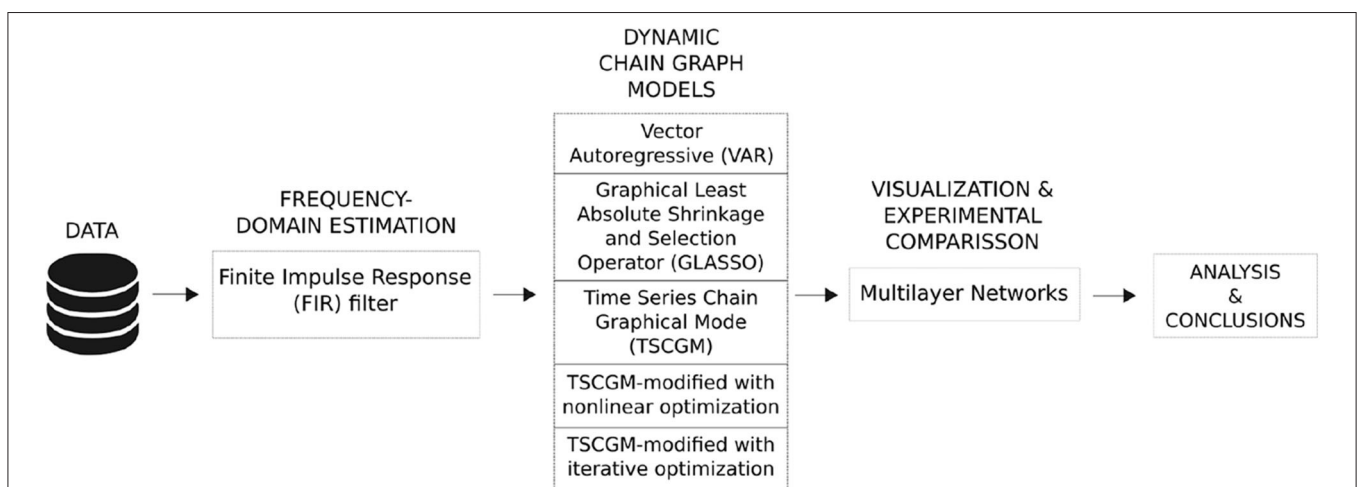 DATA
FREQUENCY-
DOMAIN ESTIMATION
Finite Impulse Response
(FIR) filter
DYNAMIC
CHAIN GRAPH
MODELS
Vector
Autoregressive (VAR)
Graphical Least
Absolute Shrinkage
and Selection
Operator (GLASSO)
Time Series Chain
Graphical Mode
(TSCGM)
TSCGM-modified with
nonlinear optimization
TSCGM-modified with
iterative optimization
VISUALIZATION &
EXPERIMENTAL
COMPARISSON
Multilayer Networks
ANALYSIS
&
CONCLUSIONS